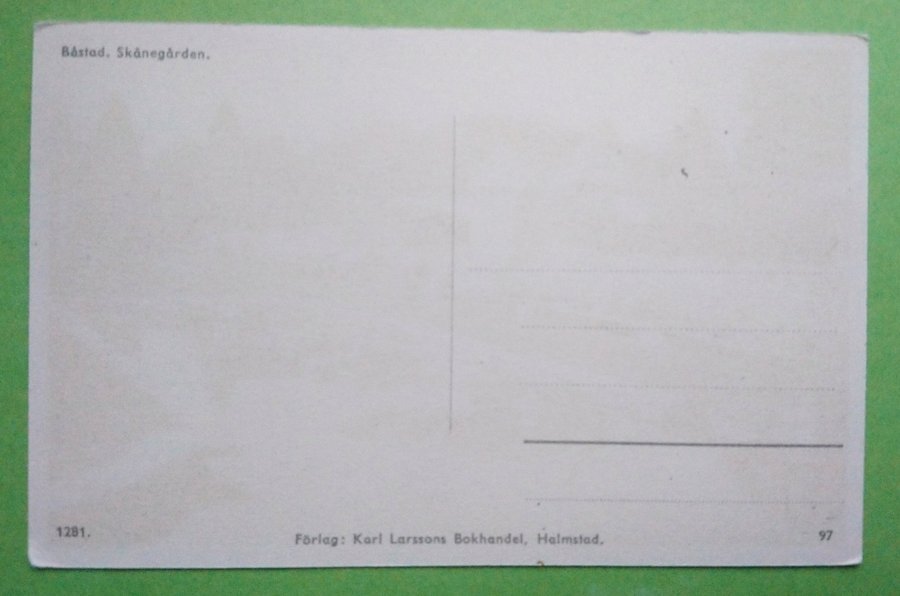 Båstad. Skånegården.
1281.
Förlag: Karl Larssons Bokhandel, Halmstad.
97